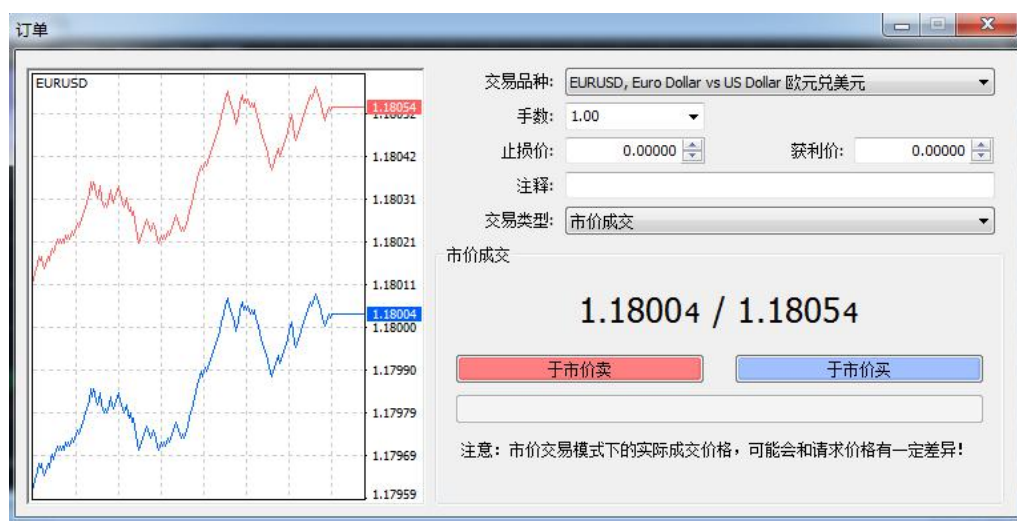 订单
EURUSD
1.18054
1.18042
1.18031
1.18021
1.18011
1.18004
1.18000
1.17990
1.17979
1.17969
1.17959
交易品种: EURUSD, Euro Dollar vs US Dollar 欧元兑美元
手数: 1.00
止损价: 0.00000 获利价: 0.00000
注释:
交易类型: 市价成交
市价成交
1.18004 / 1.18054
于市价卖 于市价买
注意：市价交易模式下的实际成交价格，可能会和请求价格有一定差异!